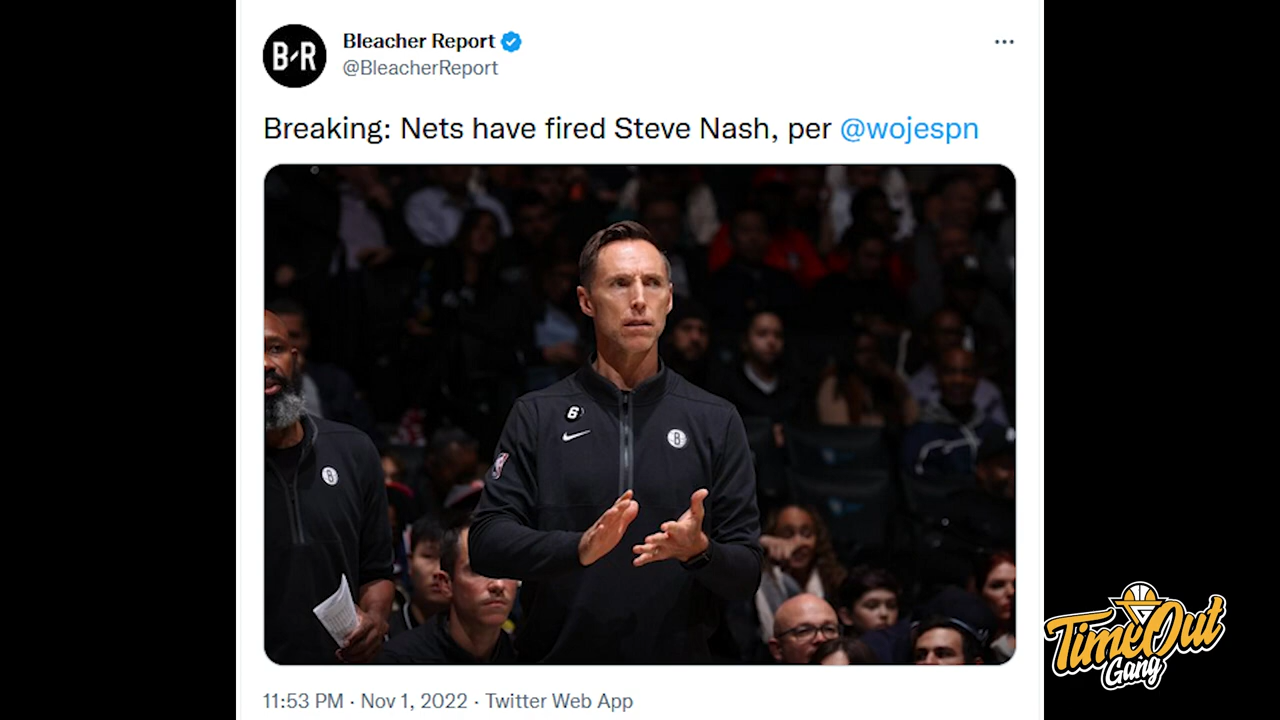 B/R
Bleacher Report
@BleacherReport
...
Breaking: Nets have fired Steve Nash, per @wojespn
6
B
B
11:53 PM · Nov 1, 2022 · Twitter Web App
TimeOut
Gang